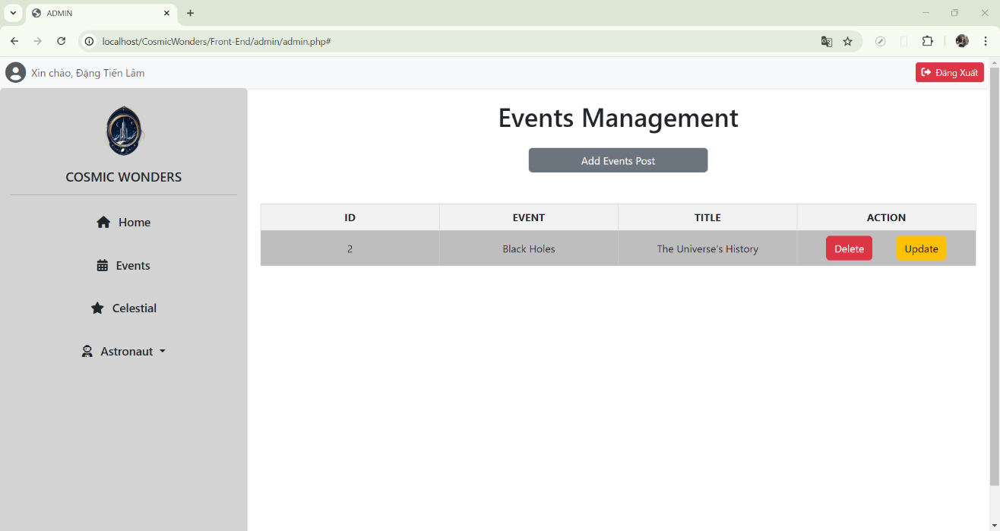 ADMIN
localhost/CosmicWonders/Front-End/admin/admin.php#
Xin chào, Đặng Tiến Lâm
Đăng Xuất
COSMIC WONDERS
Home
Events
Celestial
Astronaut
Events Management
Add Events Post
ID EVENT TITLE ACTION
2 Black Holes The Universe’s History Delete Update